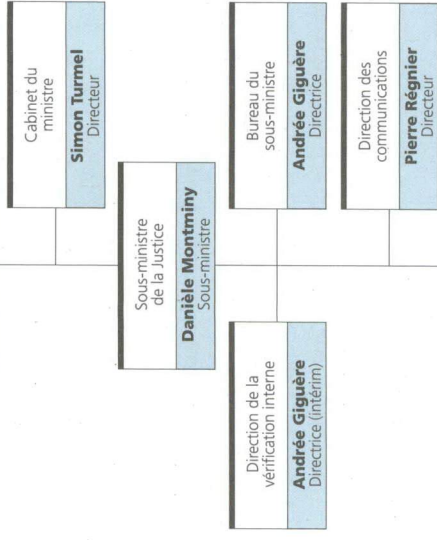 Cabinet du
ministre
Simon Turmel
Directeur
Sous-ministre
de la Justice
Danièle Montminy
Sous-ministre
Direction de la
vérification interne
Andrée Giguère
Directrice (intérim)
Bureau du
sous-ministre
Andrée Giguère
Directrice
Direction des
communications
Pierre Régnier
Directeur